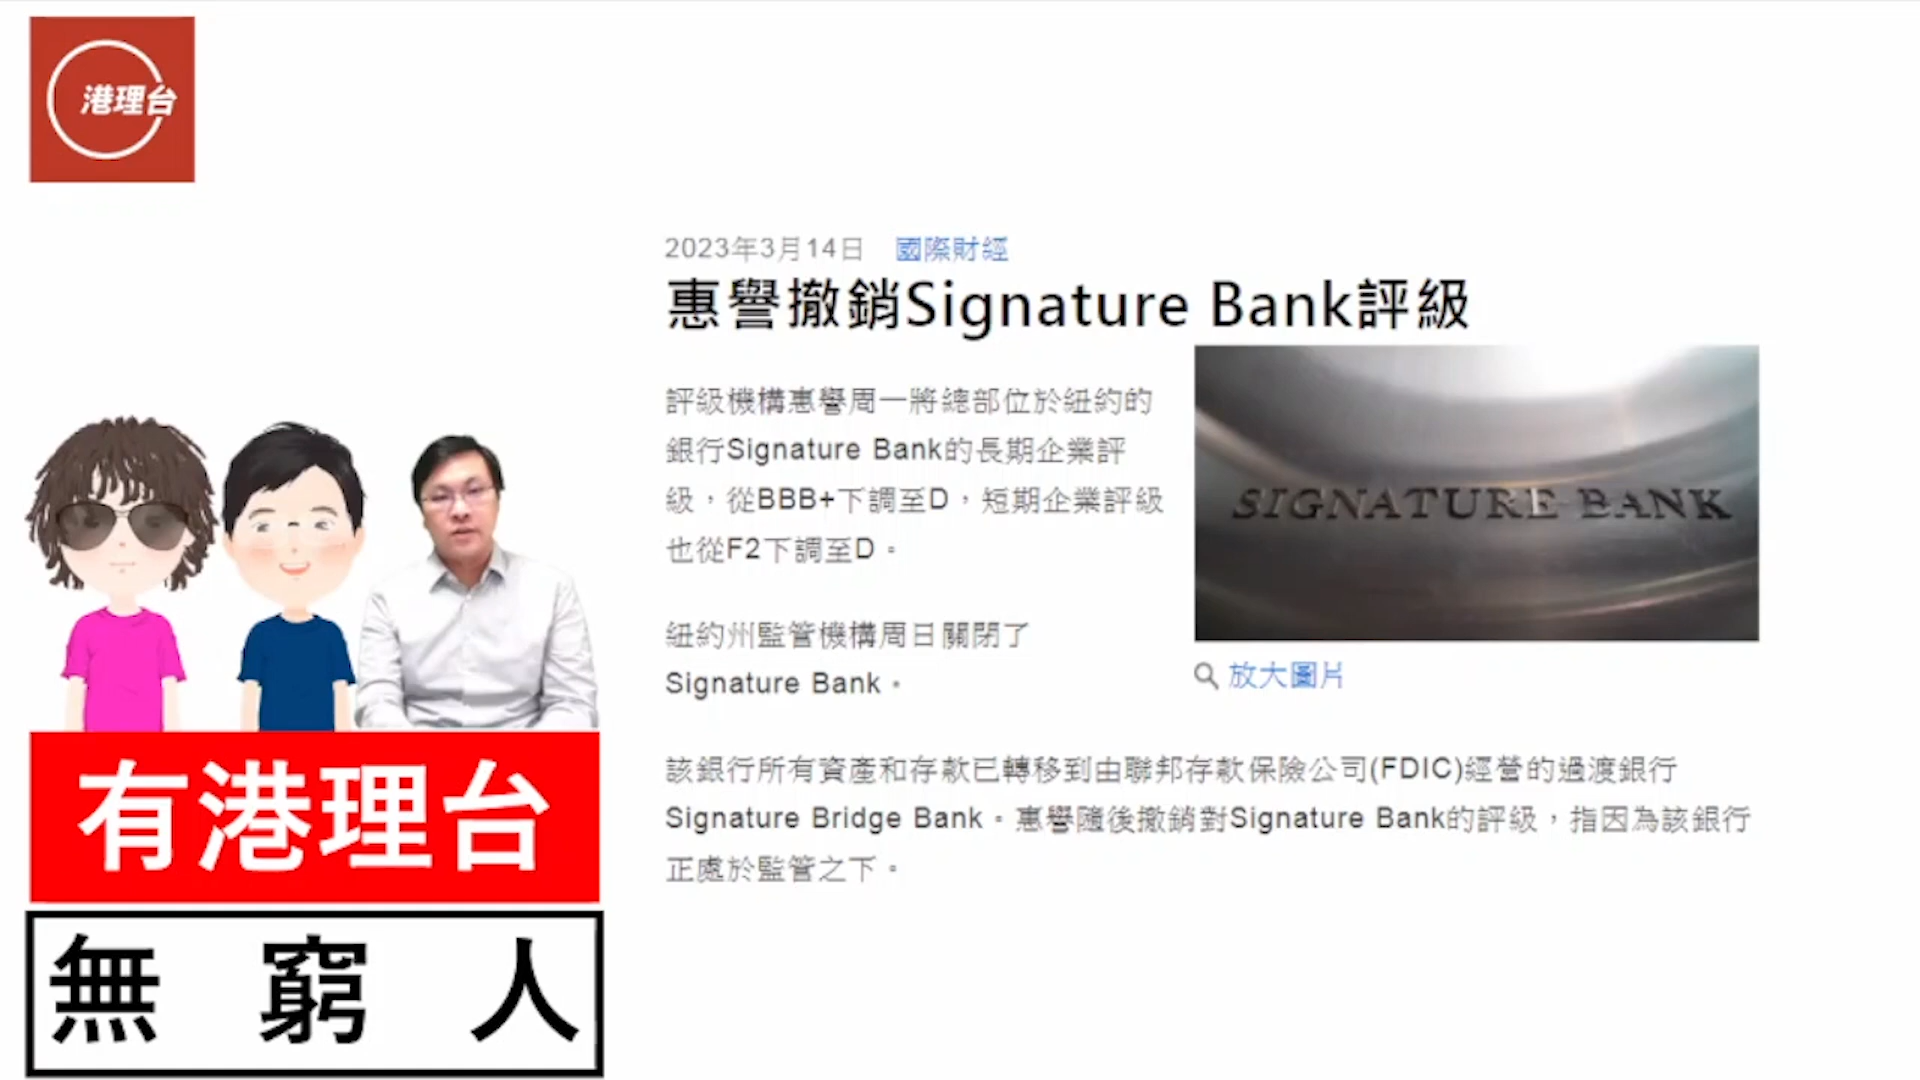 港理台
2023年3月14日 國際財經
惠譽撤銷Signature Bank評級
評級機構惠譽周一將總部位於紐約的
銀行Signature Bank的長期企業評
級，從BBB+下調至D，短期企業評級
也從F2下調至D。
SIGNATURE BANK
放大圖片
紐約州監管機構周日關閉了
Signature Bank。
該銀行所有資產和存款已轉移到由聯邦存款保險公司(FDIC)經營的過渡銀行
Signature Bridge Bank。惠譽隨後撤銷對Signature Bank的評級，指因為該銀行
正處於監管之下。
有港理台
無窮人